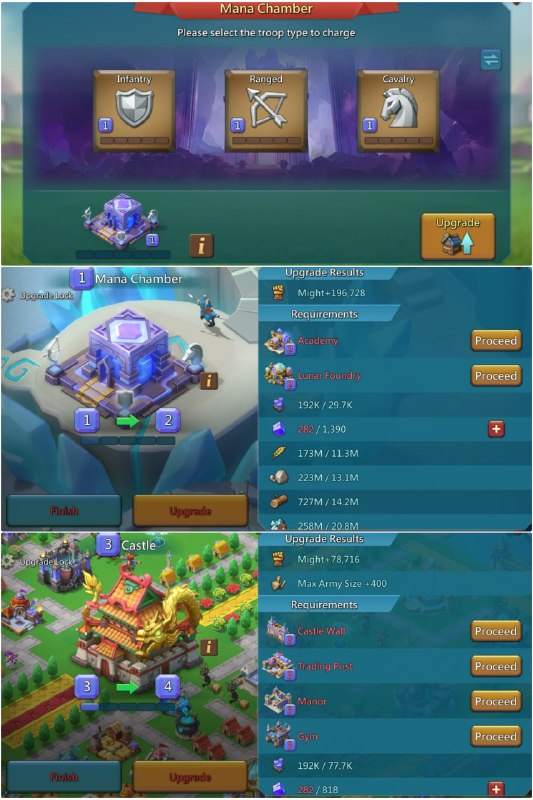 Mana Chamber
Please select the troop type to charge
Infantry
Ranged
Cavalry
1
1
1
1
i
Upgrade
1 Mana Chamber
Upgrade Lock
i
1 2
Finish
Upgrade
Upgrade Results
Might+196,728
Requirements
Academy
Proceed
Lunar Foundry
Proceed
192K / 29.7K
282 / 1,390
173M / 11.3M
223M / 13.1M
727M / 14.2M
258M / 20.8M
3 Castle
Upgrade Lock
i
3 4
Finish
Upgrade
Upgrade Results
Might+78,716
Max Army Size +400
Requirements
Castle Wall
Proceed
Trading Post
Proceed
Manor
Proceed
Gym
Proceed
192K / 77.7K
282 / 818